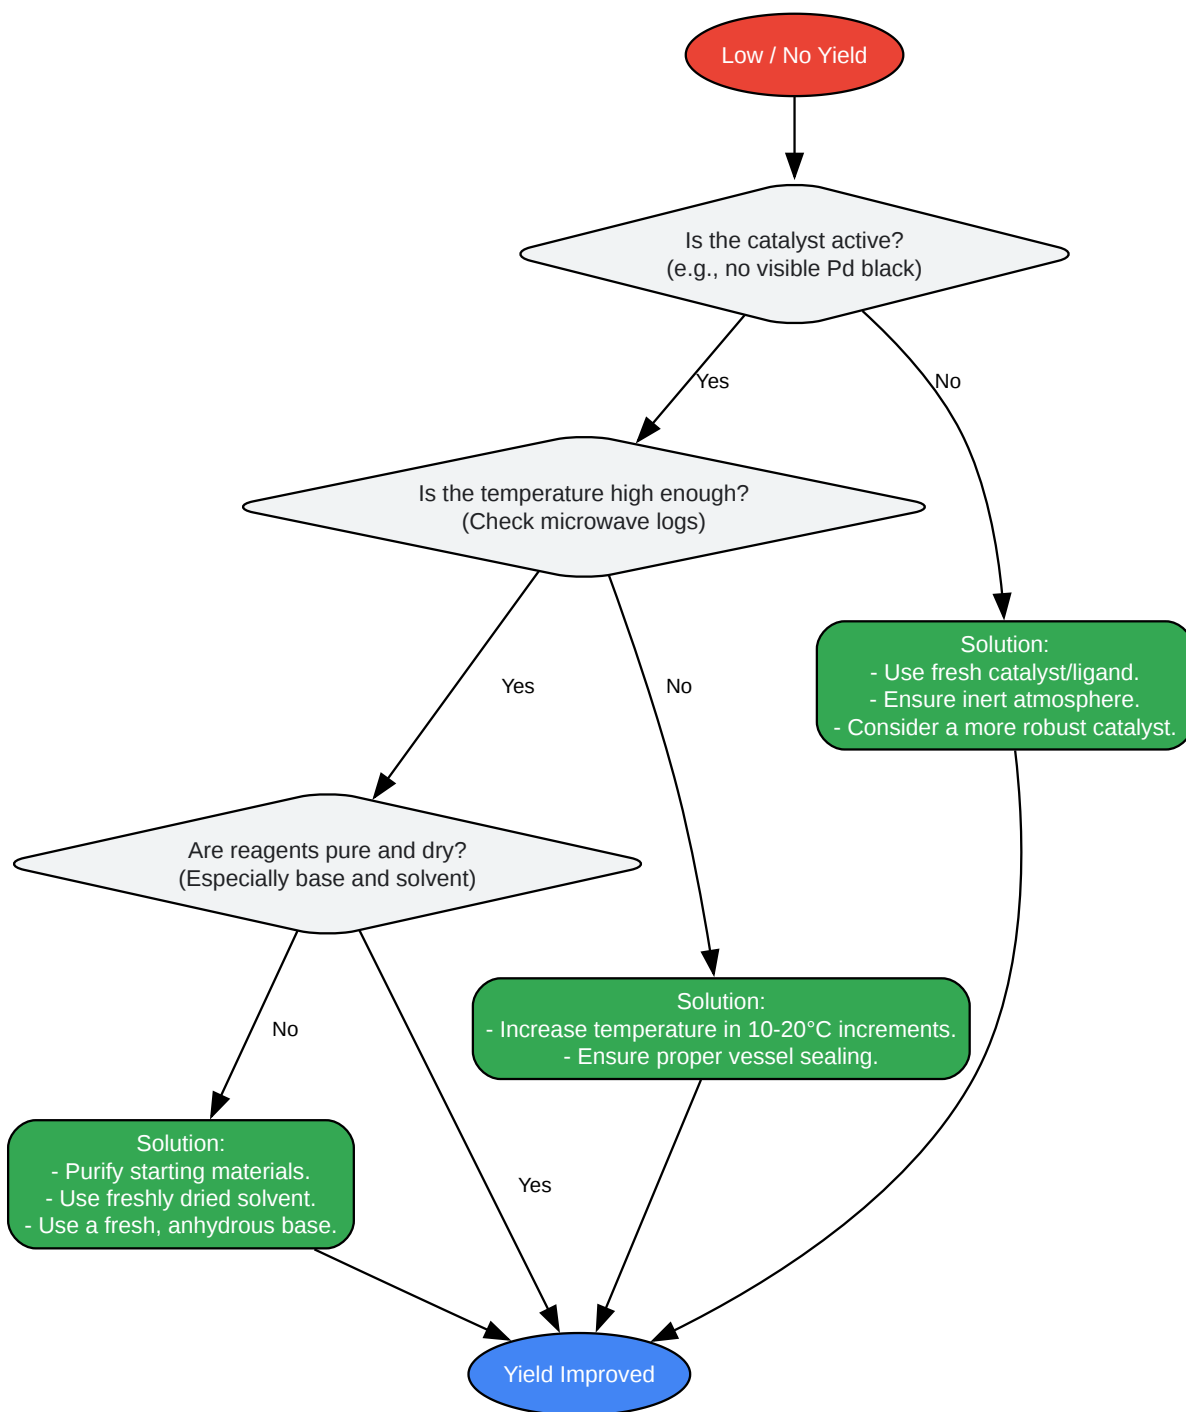 Low / No Yield
Is the catalyst active?
(e.g., no visible Pd black)
Yes
No
Is the temperature high enough?
(Check microwave logs)
Yes
No
Solution:
- Use fresh catalyst/ligand.
- Ensure inert atmosphere.
- Consider a more robust catalyst.
Are reagents pure and dry?
(Especially base and solvent)
No
Yes
Solution:
- Increase temperature in 10-20°C increments.
- Ensure proper vessel sealing.
Solution:
- Purify starting materials.
- Use freshly dried solvent.
- Use a fresh, anhydrous base.
Yield Improved